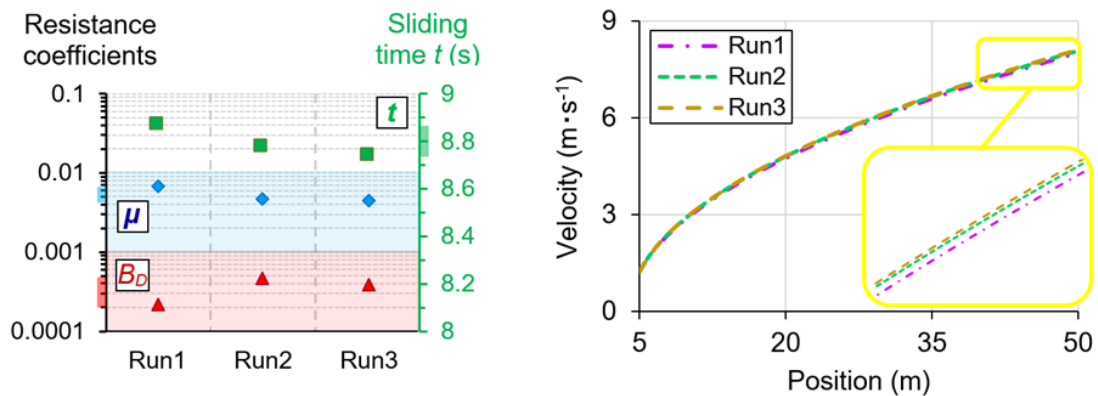 Resistance
coefficients
Sliding
time t (s)
0.1
0.01
0.001
0.0001
t
μ
B_D
9
8.8
8.6
8.4
8.2
8
Run1
Run2
Run3
Velocity (m·s⁻¹)
9
6
3
0
Run1
Run2
Run3
5
20
35
50
Position (m)